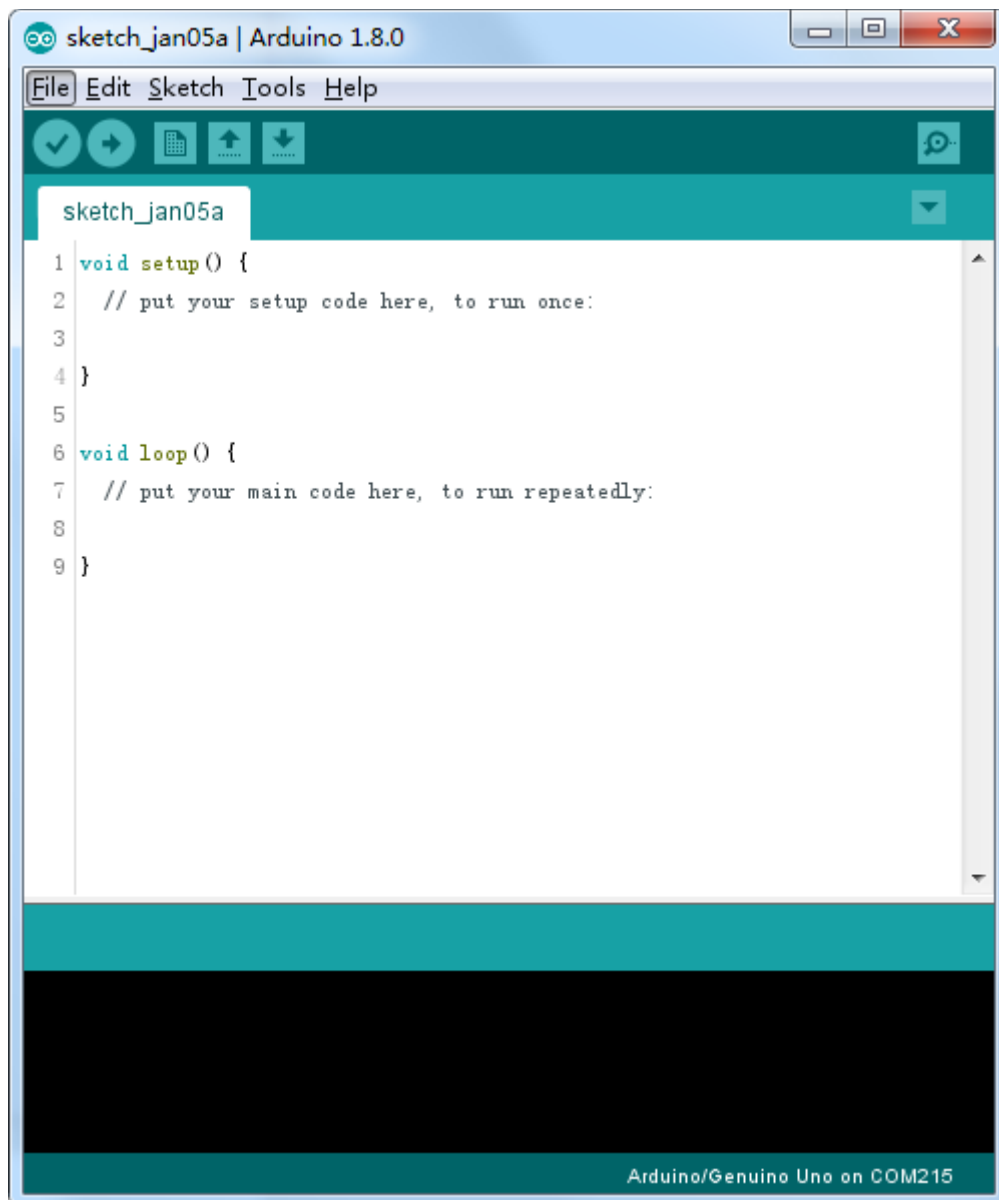 sketch_jan05a | Arduino 1.8.0
File Edit Sketch Tools Help
sketch_jan05a
1 void setup() {
2 // put your setup code here, to run once:
3
4 }
5
6 void loop() {
7 // put your main code here, to run repeatedly:
8
9 }
Arduino/Genuino Uno on COM215